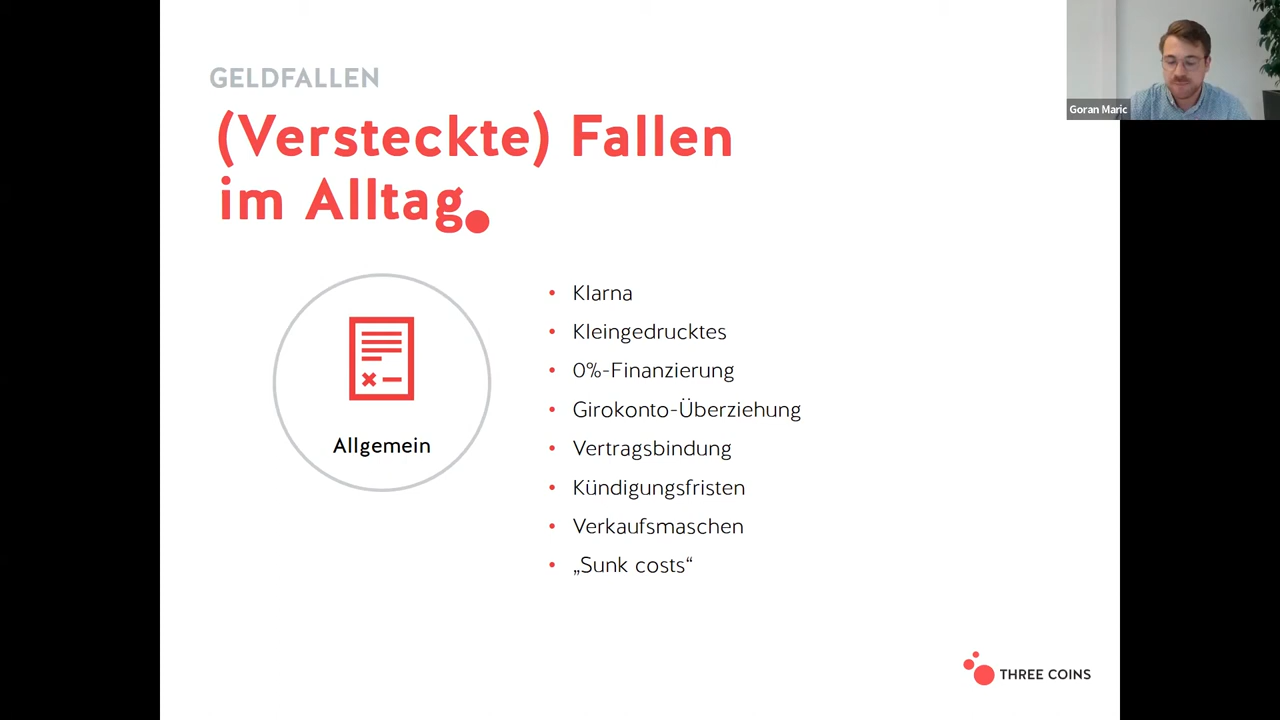 GELDFALLEN
(Versteckte) Fallen
im Alltag.
Allgemein
• Klarna
• Kleingedrucktes
• 0%-Finanzierung
• Girokonto-Überziehung
• Vertragsbindung
• Kündigungsfristen
• Verkaufsmaschen
• „Sunk costs“
Goran Maric
THREE COINS